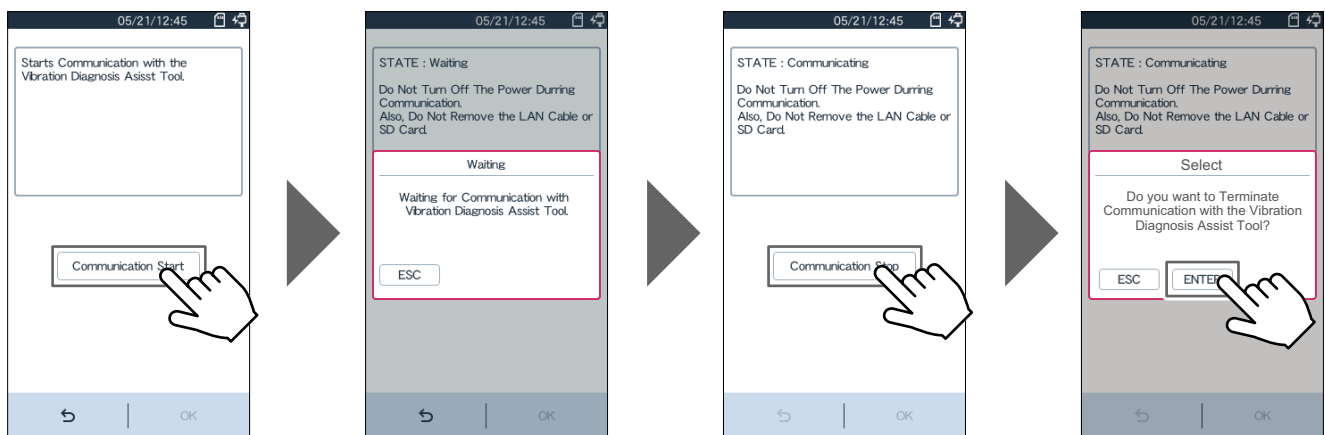 05/21/12:45
Starts Communication with the
Vibration Diagnosis Asisst Tool.
Communication Start
OK
05/21/12:45
STATE : Waiting
Do Not Turn Off The Power Durring
Communication.
Also, Do Not Remove the LAN Cable or
SD Card.
Waiting
Waiting for Communication with
Vibration Diagnosis Assist Tool.
ESC
OK
05/21/12:45
STATE : Communicating
Do Not Turn Off The Power Durring
Communication.
Also, Do Not Remove the LAN Cable or
SD Card.
Communication Stop
OK
05/21/12:45
STATE : Communicating
Do Not Turn Off The Power Durring
Communication.
Also, Do Not Remove the LAN Cable or
SD Card.
Select
Do you want to Terminate
Communication with the Vibration
Diagnosis Assist Tool?
ESC
ENTER
OK